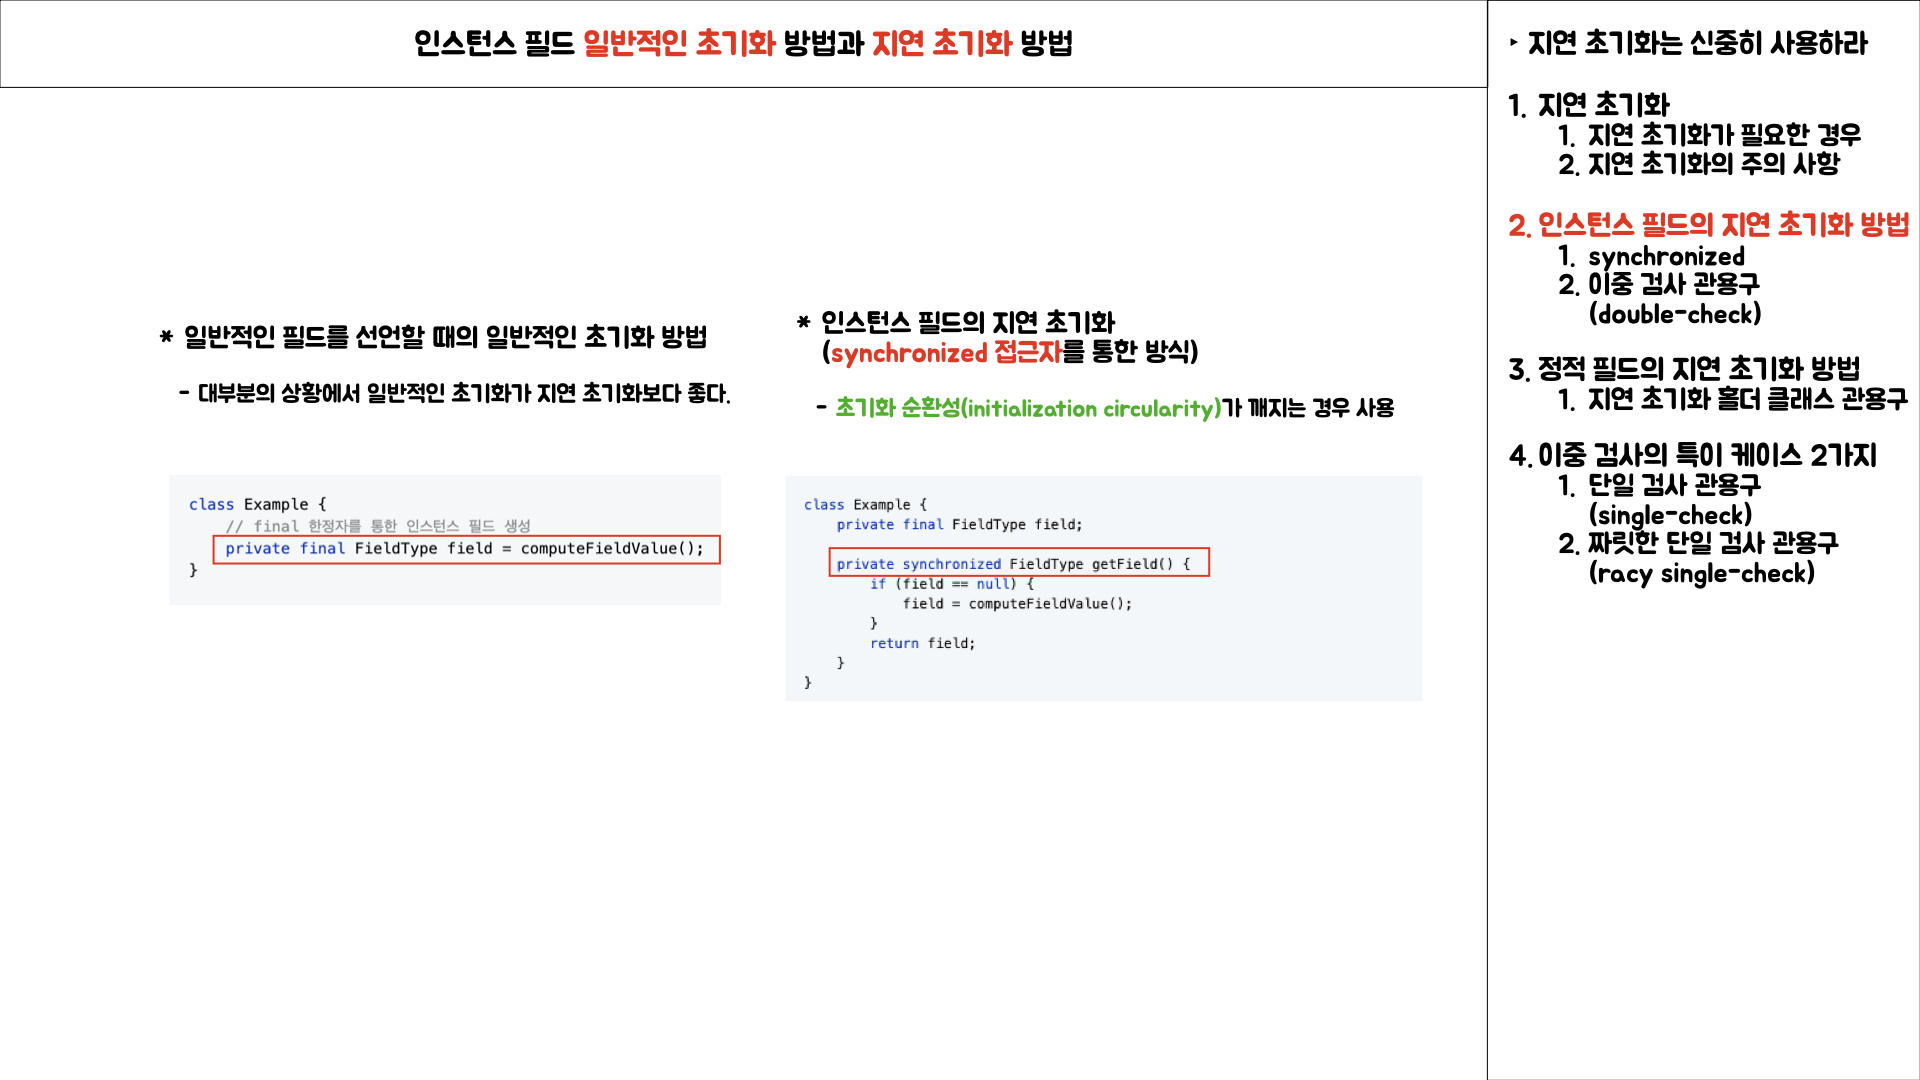 인스턴스 필드 일반적인 초기화 방법과 지연 초기화 방법
* 일반적인 필드를 선언할 때의 일반적인 초기화 방법
- 대부분의 상황에서 일반적인 초기화가 지연 초기화보다 좋다.
class Example {
// final 한정자를 통한 인스턴스 필드 생성
private final FieldType field = computeFieldValue();
}
* 인스턴스 필드의 지연 초기화
(synchronized 접근자를 통한 방식)
- 초기화 순환성(initialization circularity)가 깨지는 경우 사용
class Example {
private final FieldType field;
private synchronized FieldType getField() {
if (field == null) {
field = computeFieldValue();
}
return field;
}
}
‣ 지연 초기화는 신중히 사용하라
1. 지연 초기화
1. 지연 초기화가 필요한 경우
2. 지연 초기화의 주의 사항
2. 인스턴스 필드의 지연 초기화 방법
1. synchronized
2. 이중 검사 관용구
(double-check)
3. 정적 필드의 지연 초기화 방법
1. 지연 초기화 홀더 클래스 관용구
4. 이중 검사의 특이 케이스 2가지
1. 단일 검사 관용구
(single-check)
2. 짜릿한 단일 검사 관용구
(racy single-check)